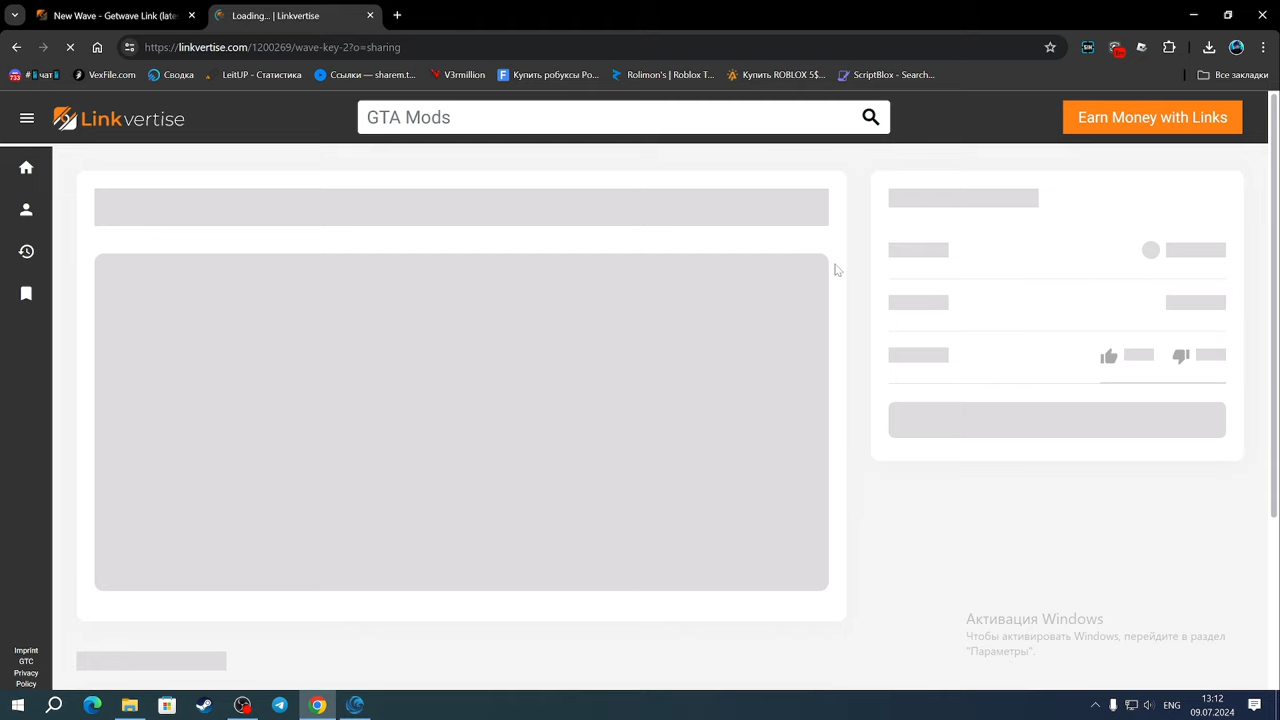 New Wave - Getwave Link (late
Loading... | Linkvertise
https://linkvertise.com/1200269/wave-key-2?o=sharing
733
чат
VexFile.com
Сводка
LeitUP - Статистика
Ссылки — sharem.t...
V3rmillion
Купить робуксы Ро...
Rolimon's | Roblox T...
Купить ROBLOX 5$...
ScriptBlox - Search...
Все закладки
Linkvertise
GTA Mods
Earn Money with Links
Imprint
GTC
Privacy
Policy
Активация Windows
Чтобы активировать Windows, перейдите в раздел
"Параметры".
13:12
09.07.2024